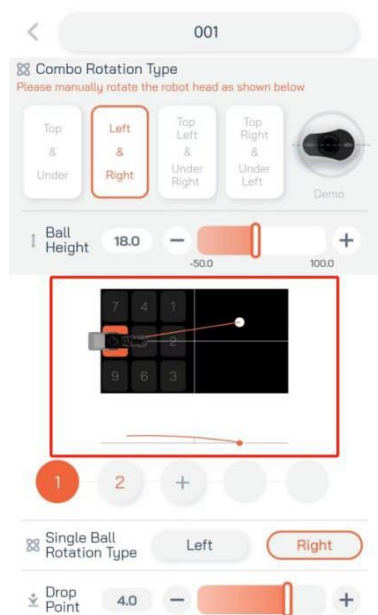 001
Combo Rotation Type
Please manually rotate the robot head as shown below
Top
&
Under
Left
&
Right
Top
Left
&
Under
Right
Top
Right
&
Under
Left
Demo
Ball
Height
18.0
-
+
-50.0
100.0
7 4 1
2
9 6 3
1
2
+
Single Ball
Rotation Type
Left
Right
Drop
Point
4.0
-
+